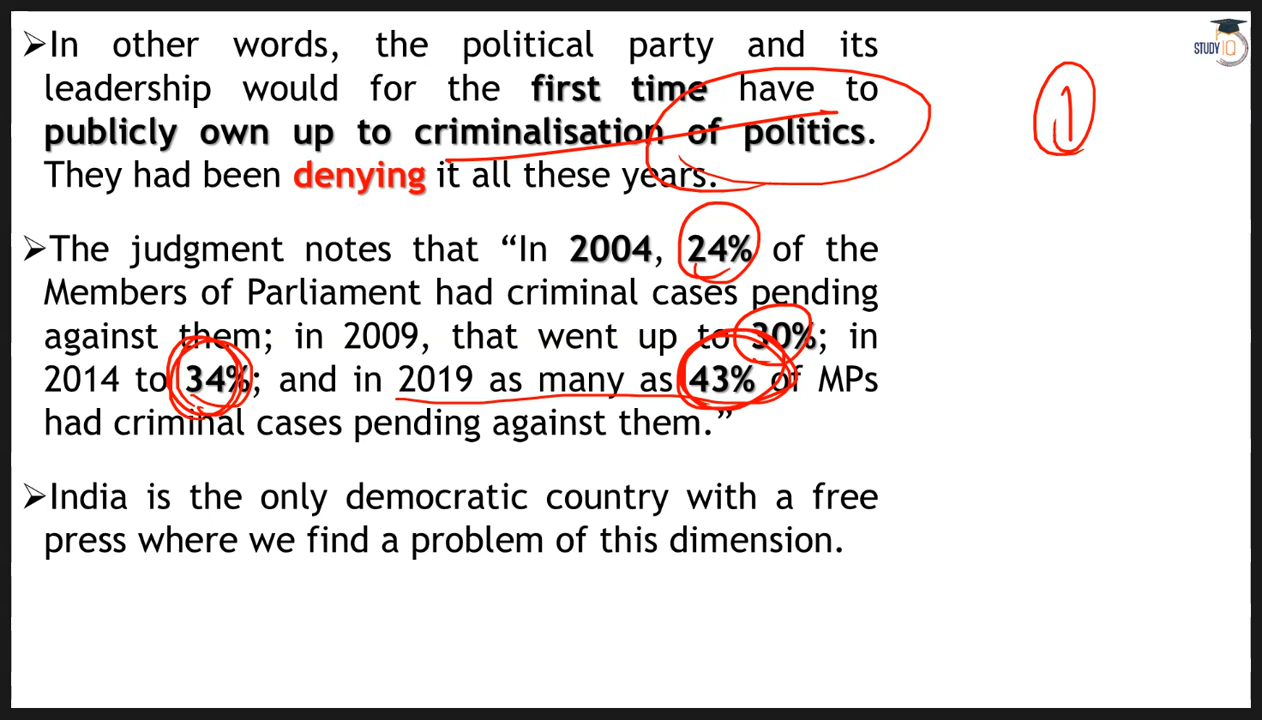 ➢In other words, the political party and its
leadership would for the first time have to
publicly own up to criminalisation of politics.
They had been denying it all these years.
➢The judgment notes that “In 2004, 24% of the
Members of Parliament had criminal cases pending
against them; in 2009, that went up to 30%; in
2014 to 34%; and in 2019 as many as 43% of MPs
had criminal cases pending against them.”
➢India is the only democratic country with a free
press where we find a problem of this dimension.
1
STUDY IQ